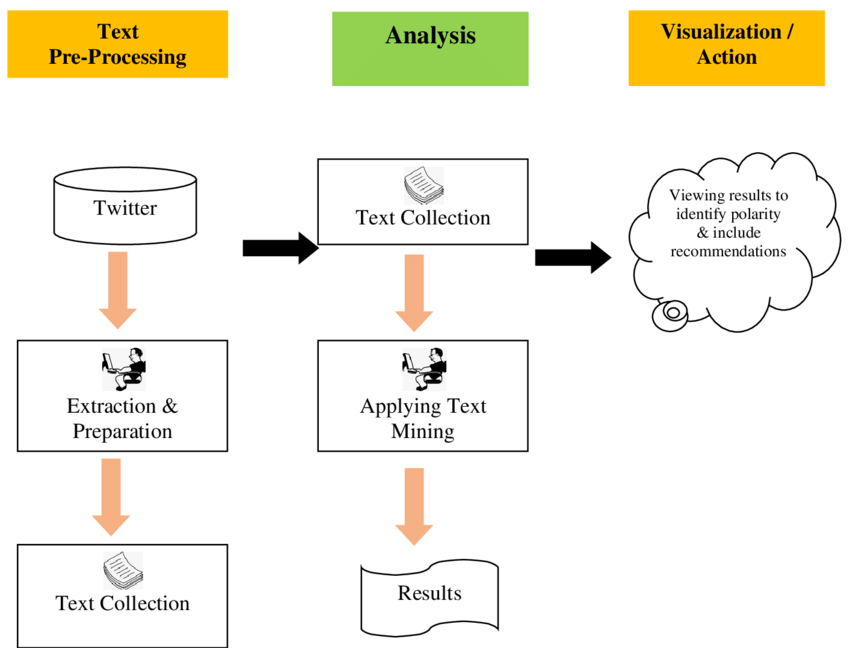 Text
Pre-Processing
Analysis
Visualization /
Action
Twitter
Extraction &
Preparation
Text Collection
Text Collection
Applying Text
Mining
Results
Viewing results to
identify polarity
& include
recommendations